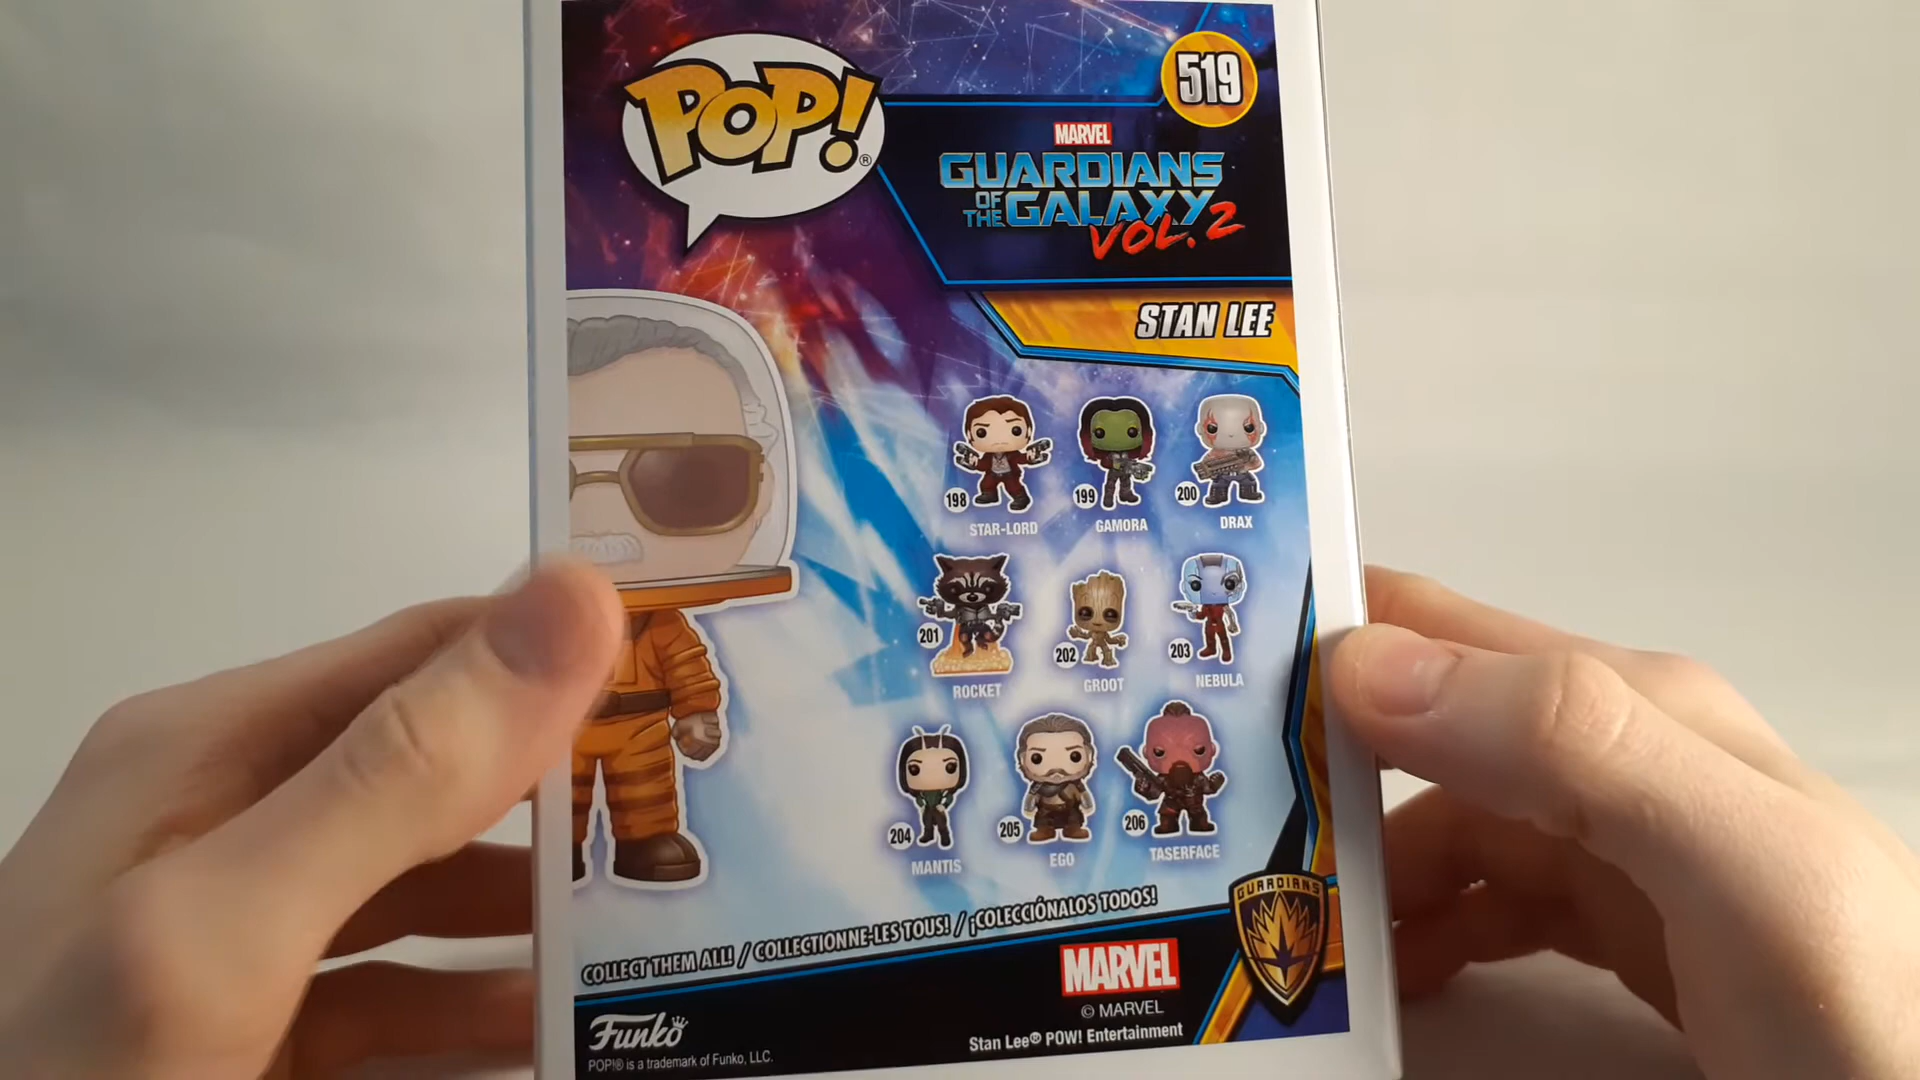 POP!®
519
MARVEL
GUARDIANS
OF THE GALAXY
VOL. 2
STAN LEE
198
STAR-LORD
199
GAMORA
200
DRAX
201
ROCKET
202
GROOT
203
NEBULA
204
MANTIS
205
EGO
206
TASERFACE
COLLECT THEM ALL! / COLLECTIONNE-LES TOUS! / ¡COLECCIÓNALOS TODOS!
GUARDIANS
MARVEL
© MARVEL
Stan Lee® POW! Entertainment
Funko
POP!® is a trademark of Funko, LLC.